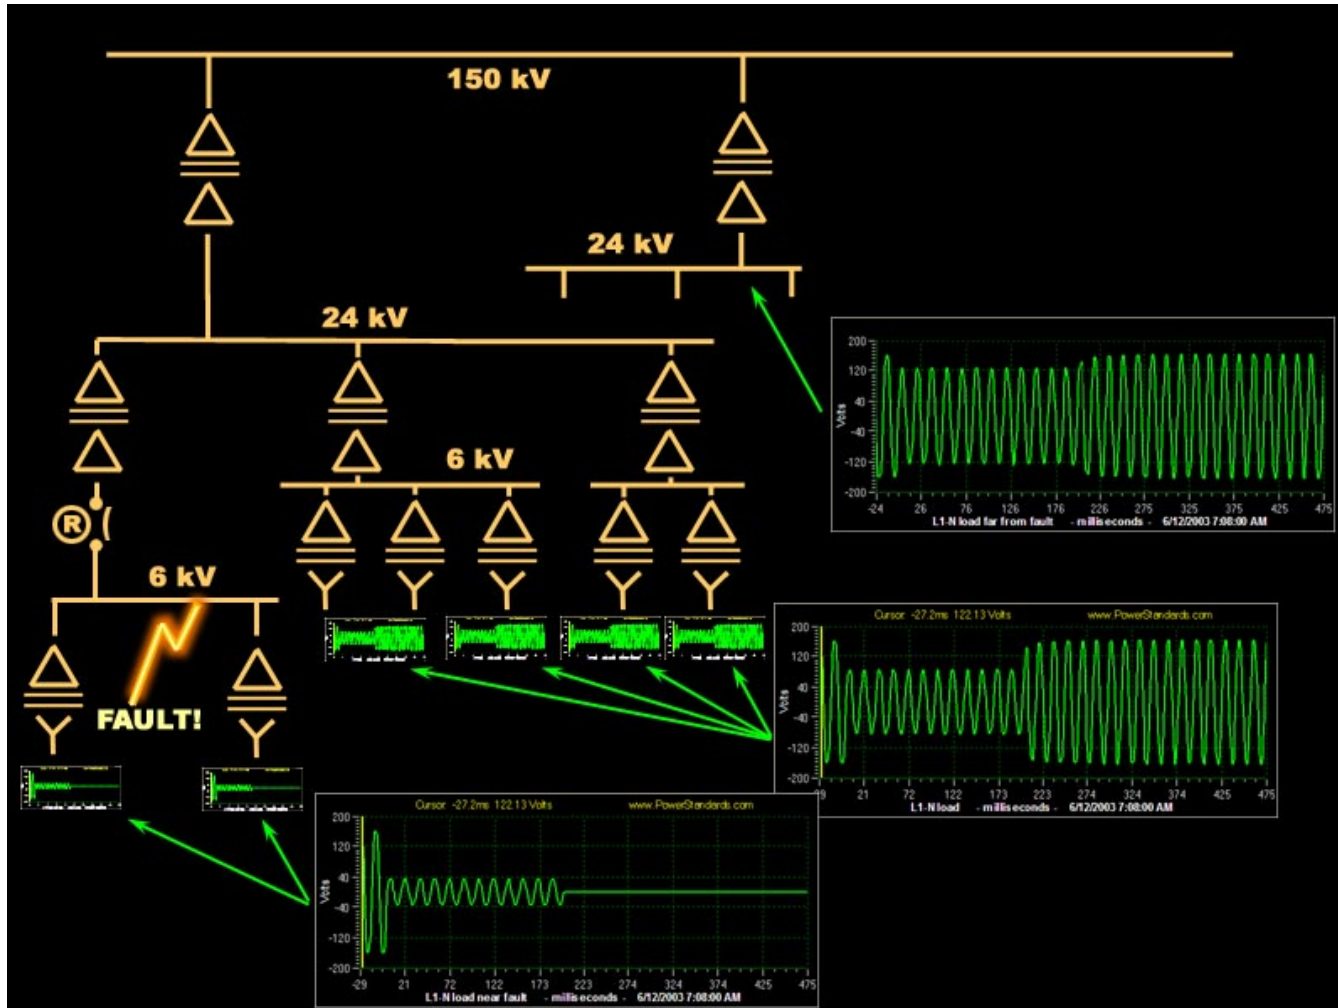 150 kV
24 kV
24 kV
6 kV
R
6 kV
FAULT!
200
120
40
-40
-120
-200
Volts
-24 26 76 126 176 225 275 325 375 425 475
L1-N load far from fault - milliseconds - 6/12/2003 7:08:00 AM
Cursor -27.2ms 122.13 Volts www.PowerStandards.com
200
120
40
-40
-120
-200
Volts
21 72 122 173 223 274 324 374 425 475
L1-N load - milliseconds - 6/12/2003 7:08:00 AM
Cursor -27.2ms 122.13 Volts www.PowerStandards.com
200
120
40
-40
-120
-200
Volts
-29 21 72 122 173 223 274 324 374 425 475
L1-N load near fault - milliseconds - 6/12/2003 7:08:00 AM